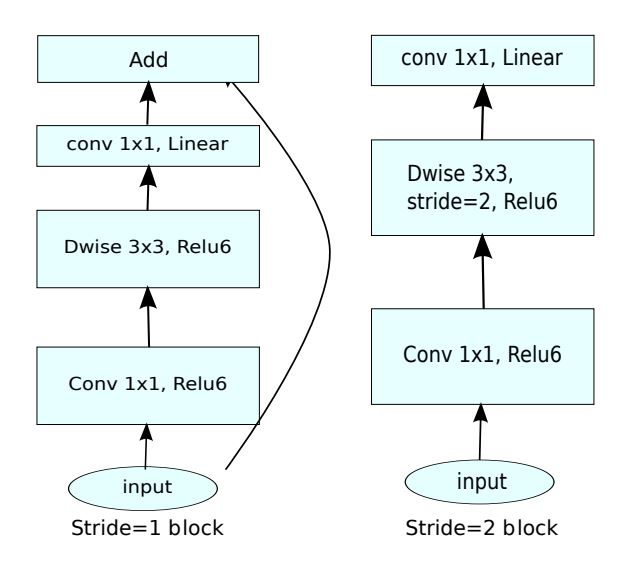 Add
conv 1x1, Linear
Dwise 3x3, Relu6
Conv 1x1, Relu6
input
Stride=1 block
conv 1x1, Linear
Dwise 3x3,
stride=2, Relu6
Conv 1x1, Relu6
input
Stride=2 block